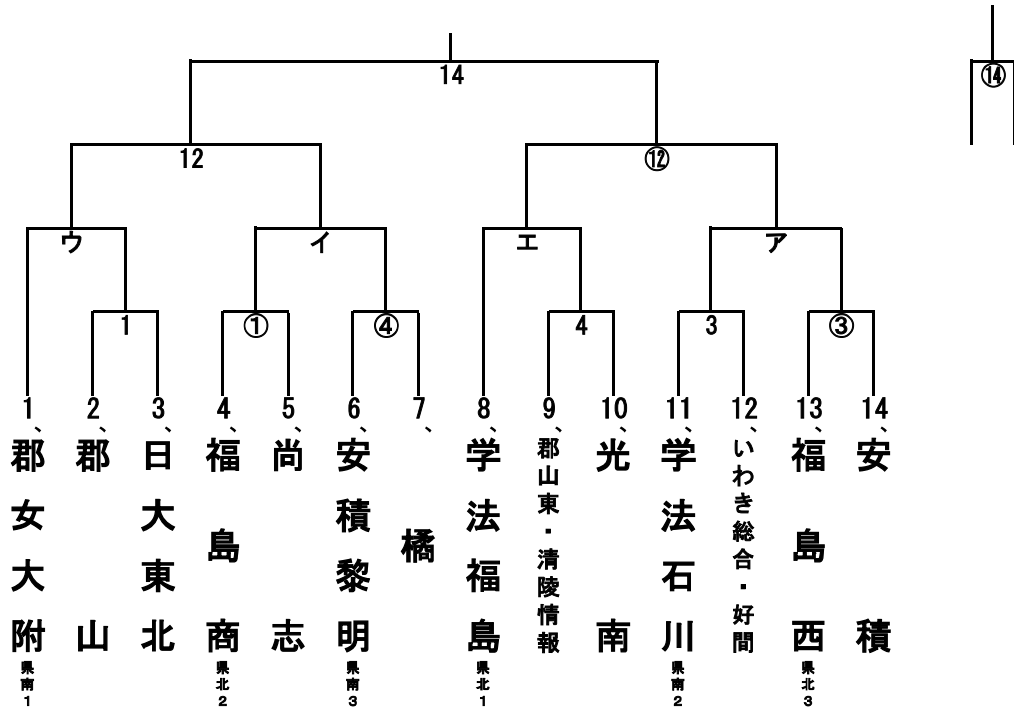 14
⑭
12
⑫
ウ
イ
エ
ア
1
①
④
4
3
③
1、郡女大附 県南1
2、郡山
3、日大東北
4、福島商 県北2
5、尚志
6、安積黎明 県南3
7、橘
8、学法福島 県北1
9、郡山東・清陵情報
10、光南
11、学法石川 県南2
12、いわき総合・好間
13、福島西 県北3
14、安積